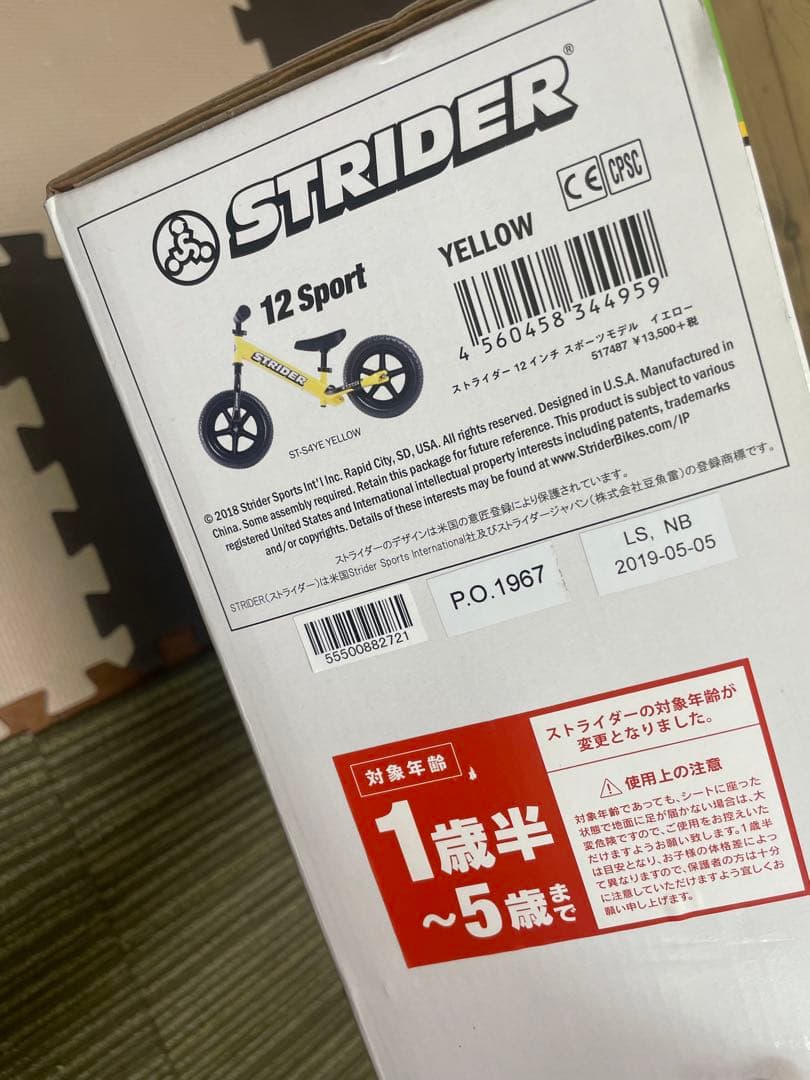 STRIDER®
CE CPSC
12 Sport
YELLOW
STRIDER
4 560458 344959
ストライダー 12インチ スポーツモデル イエロー
517487 ¥13,500+税
ST-S4YE YELLOW
© 2018 Strider Sports Int'l Inc. Rapid City, SD, USA. All rights reserved. Designed in U.S.A. Manufactured in
China. Some assembly required. Retain this package for future reference. This product is subject to various
registered United States and International intellectual property interests including patents, trademarks
and/or copyrights. Details of these interests may be found at www.StriderBikes.com/IP
ストライダーのデザインは米国の意匠登録により保護されています。
STRIDER(ストライダー)は米国Strider Sports International社及びストライダージャパン(株式会社豆魚雷)の登録商標です。
55500882721
P.O.1967
LS, NB
2019-05-05
対象年齢
1歳半
〜5歳まで
ストライダーの対象年齢が
変更となりました。
使用上の注意
対象年齢であっても、シートに座った
状態で地面に足が届かない場合は、大
変危険ですので、ご使用をお控えいた
だけますようお願い致します。1歳半
は目安となり、お子様の体格差によっ
て異なりますので、保護者の方は十分
に注意していただけますよう宜しくお
願い申し上げます。